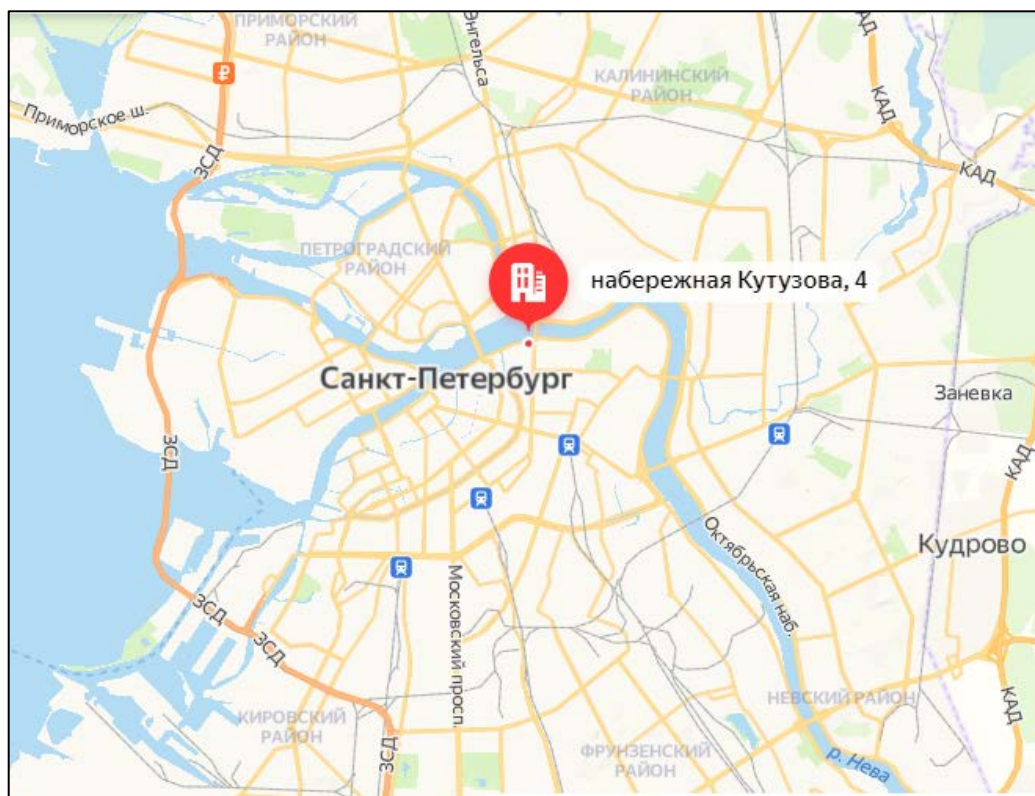 ПРИМОРСКИЙ
РАЙОН
Энгельса
КАЛИНИНСКИЙ
РАЙОН
КАД
КАД
КАД
Приморское ш.
ЗСД
ПЕТРОГРАДСКИЙ
РАЙОН
набережная Кутузова, 4
Санкт-Петербург
Заневка
ЗСД
КАД
Октябрьская наб.
Кудрово
Московский просп.
ЗСД
ЗСД
КИРОВСКИЙ
РАЙОН
ЗСД
НЕВСКИЙ РАЙОН
КАД
ФРУНЗЕНСКИЙ
РАЙОН
р. Нева